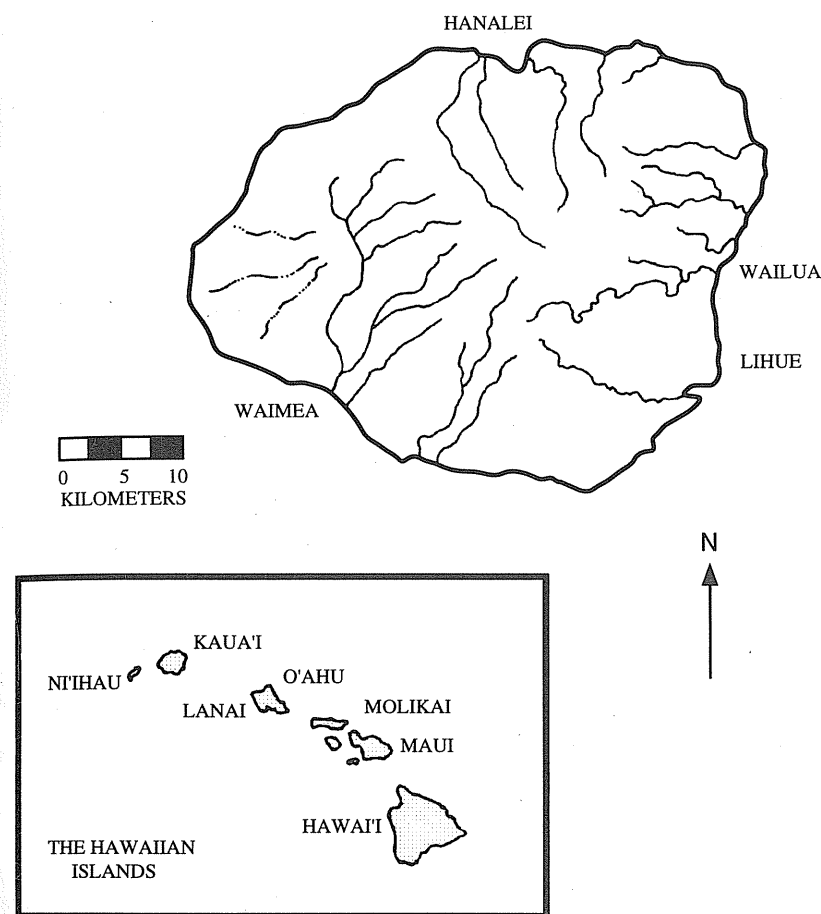 HANALEI
WAILUA
LIHUE
WAIMEA
0 5 10
KILOMETERS
N
KAUA'I
NI'IHAU
O'AHU
LANAI
MOLIKAI
MAUI
HAWAI'I
THE HAWAIIAN
ISLANDS